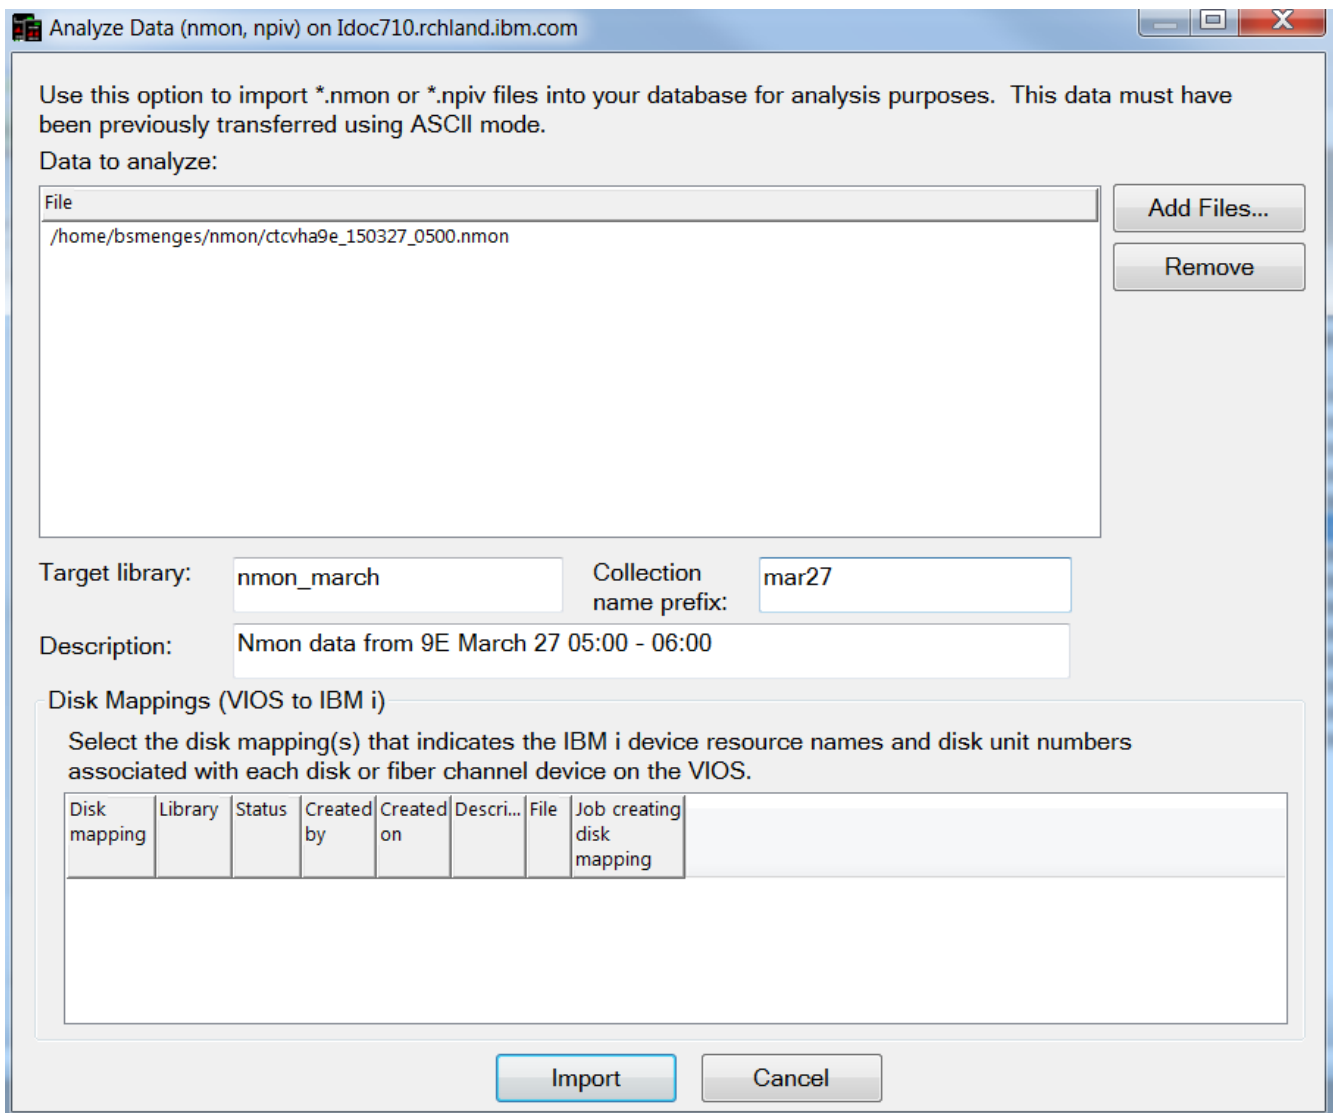 Analyze Data (nmon, npiv) on Idoc710.rchland.ibm.com
Use this option to import *.nmon or *.npiv files into your database for analysis purposes.  This data must have
been previously transferred using ASCII mode.
Data to analyze:
File
Add Files...
/home/bsmenges/nmon/ctcvha9e_150327_0500.nmon
Remove
Target library:
nmon_march
Collection
name prefix:
mar27
Description:
Nmon data from 9E March 27 05:00 - 06:00
Disk Mappings (VIOS to IBM i)
Select the disk mapping(s) that indicates the IBM i device resource names and disk unit numbers
associated with each disk or fiber channel device on the VIOS.
Disk
mapping
Library
Status
Created
by
Created
on
Descri...
File
Job creating
disk
mapping
Import
Cancel